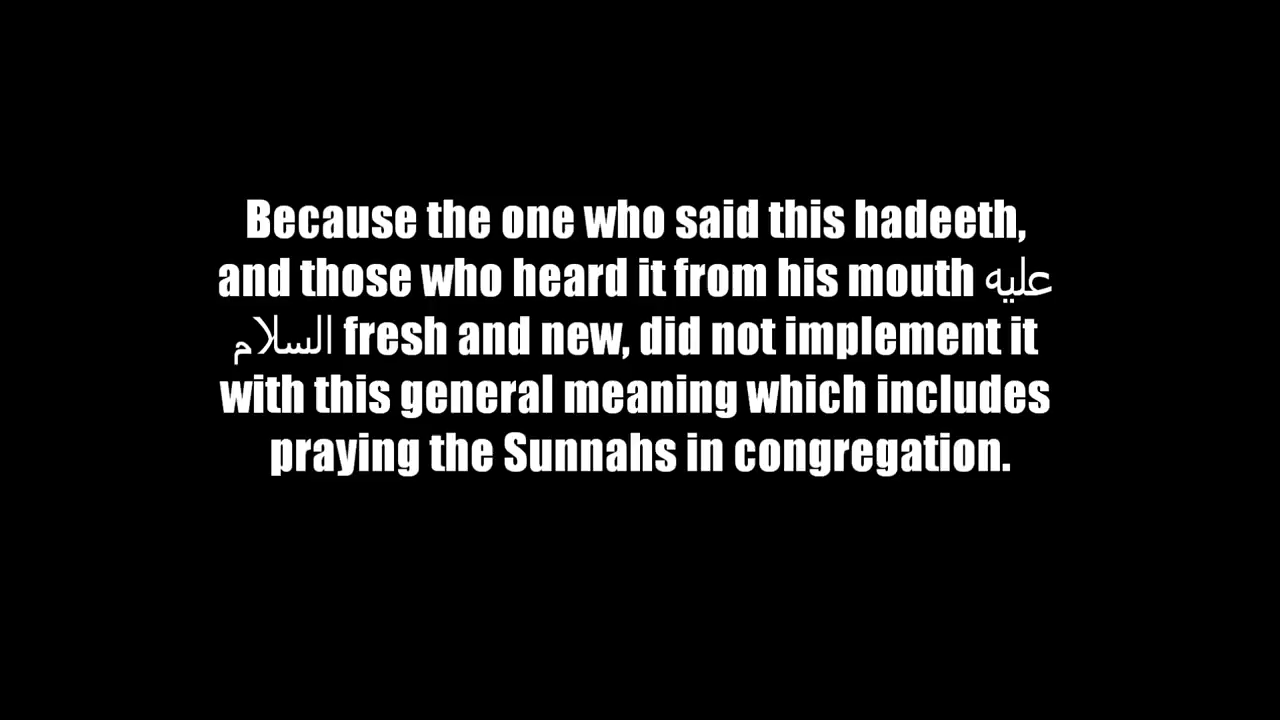 Because the one who said this hadeeth,
and those who heard it from his mouth عليه
السلام fresh and new, did not implement it
with this general meaning which includes
praying the Sunnahs in congregation.